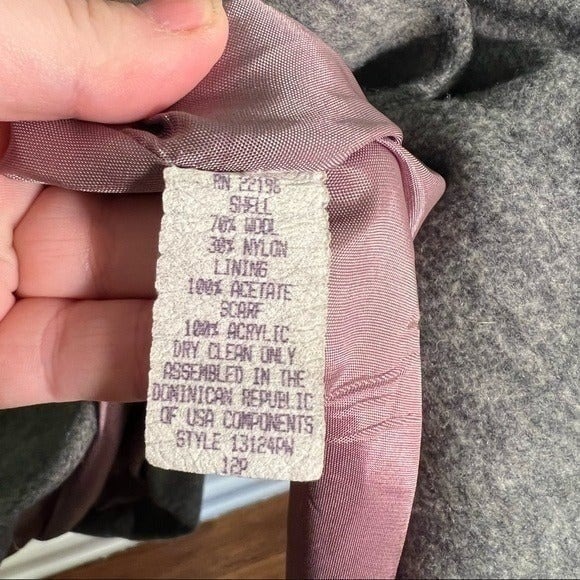 RN 22196
SHELL
70% WOOL
30% NYLON
LINING
100% ACETATE
SCARF
100% ACRYLIC
DRY CLEAN ONLY
ASSEMBLED IN THE
DOMINICAN REPUBLIC
OF USA COMPONENTS
STYLE 13124PW
12P